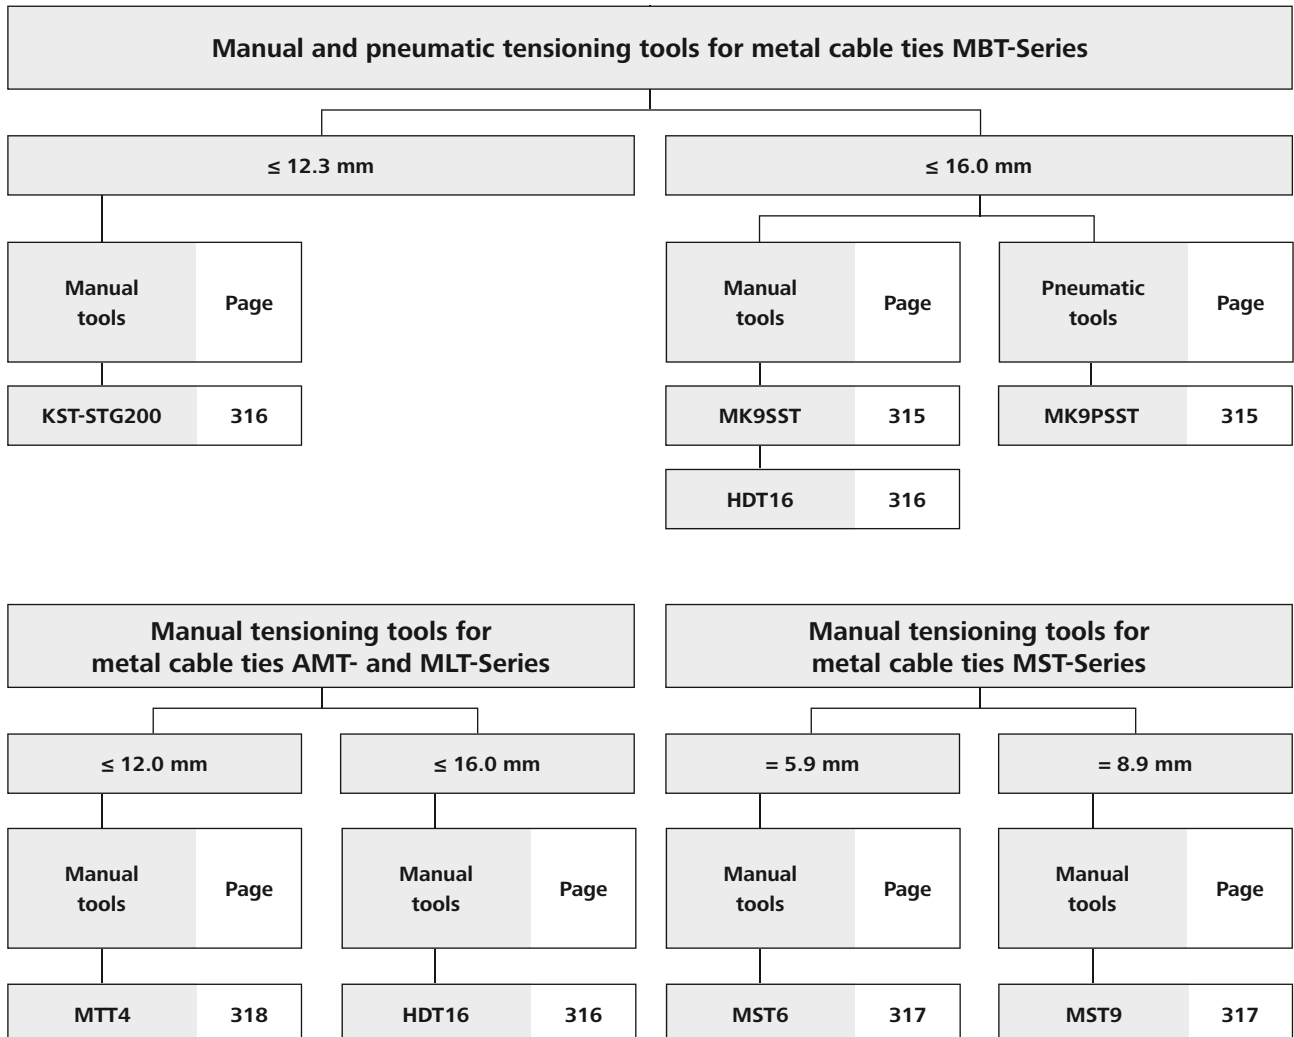 Manual and pneumatic tensioning tools for metal cable ties MBT-Series
≤ 12.3 mm
≤ 16.0 mm
Manual
tools
Page
Manual
tools
Page
Pneumatic
tools
Page
KST-STG200
316
MK9SST
315
MK9PSST
315
HDT16
316
Manual tensioning tools for
metal cable ties AMT- and MLT-Series
Manual tensioning tools for
metal cable ties MST-Series
≤ 12.0 mm
≤ 16.0 mm
= 5.9 mm
= 8.9 mm
Manual
tools
Page
Manual
tools
Page
Manual
tools
Page
Manual
tools
Page
MTT4
318
HDT16
316
MST6
317
MST9
317